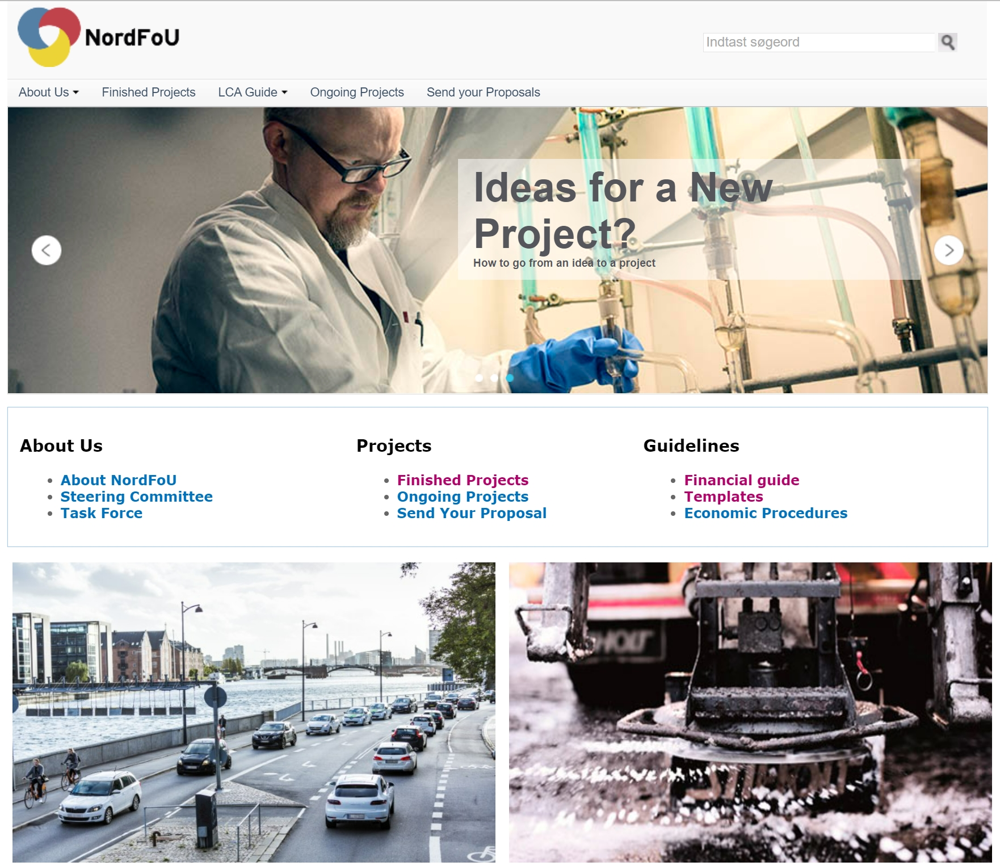 NordFoU
Indtast søgeord
About Us
Finished Projects
LCA Guide
Ongoing Projects
Send your Proposals
Ideas for a New
Project?
How to go from an idea to a project
About Us
About NordFoU
Steering Committee
Task Force
Projects
Finished Projects
Ongoing Projects
Send Your Proposal
Guidelines
Financial guide
Templates
Economic Procedures